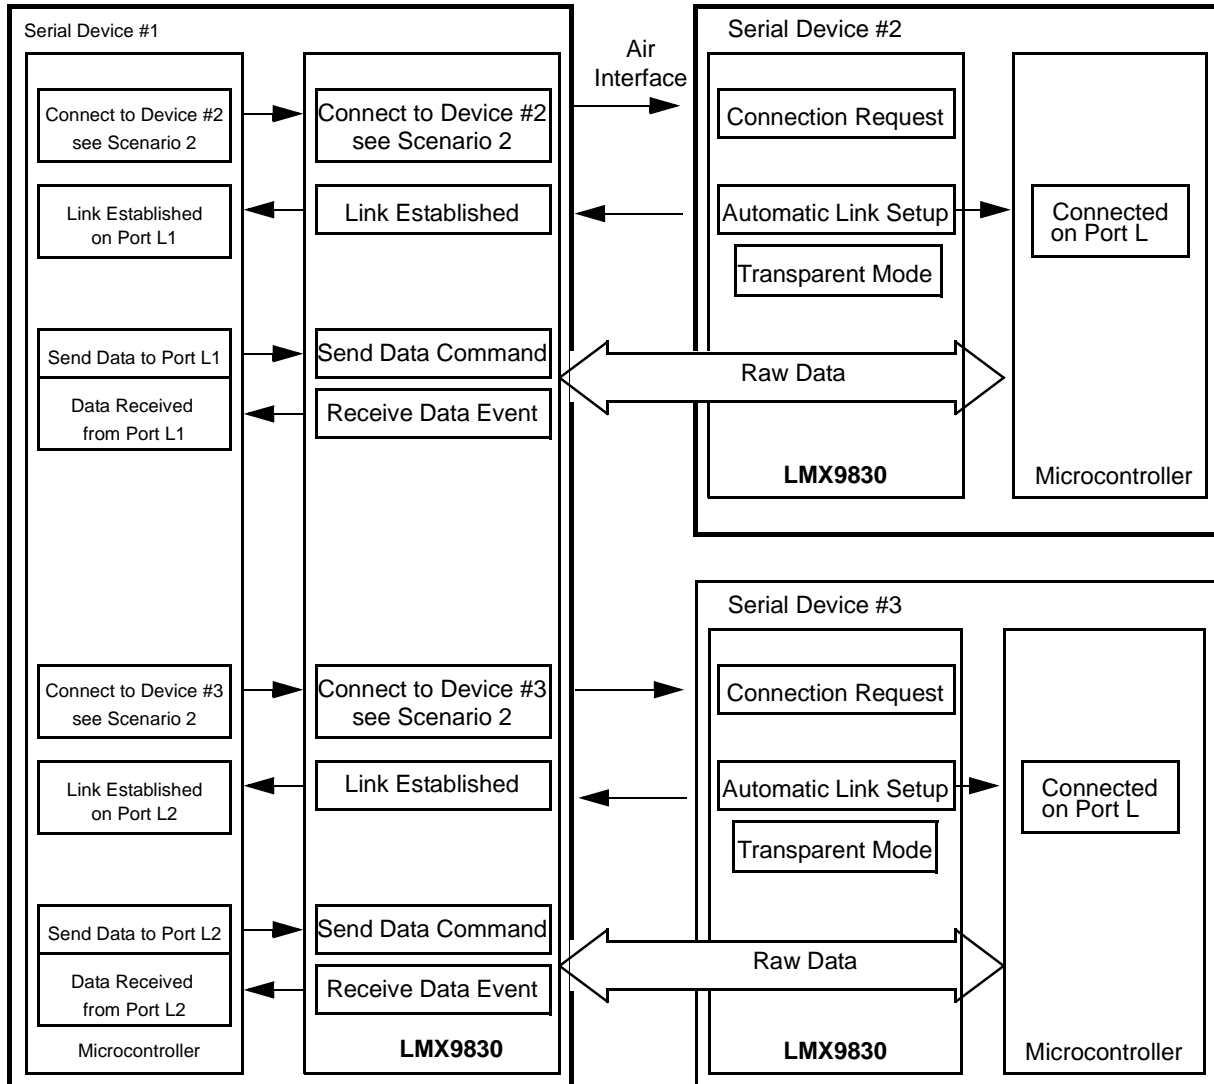 Serial Device #1
Connect to Device #2
see Scenario 2
Connect to Device #2
see Scenario 2
Link Established
on Port L1
Link Established
Send Data to Port L1
Send Data Command
Data Received
from Port L1
Receive Data Event
Connect to Device #3
see Scenario 2
Connect to Device #3
see Scenario 2
Link Established
on Port L2
Link Established
Send Data to Port L2
Send Data Command
Data Received
from Port L2
Receive Data Event
Microcontroller
LMX9830
Air
Interface
Serial Device #2
Connection Request
Automatic Link Setup
Connected
on Port L
Transparent Mode
Raw Data
LMX9830
Microcontroller
Serial Device #3
Connection Request
Automatic Link Setup
Connected
on Port L
Transparent Mode
Raw Data
LMX9830
Microcontroller